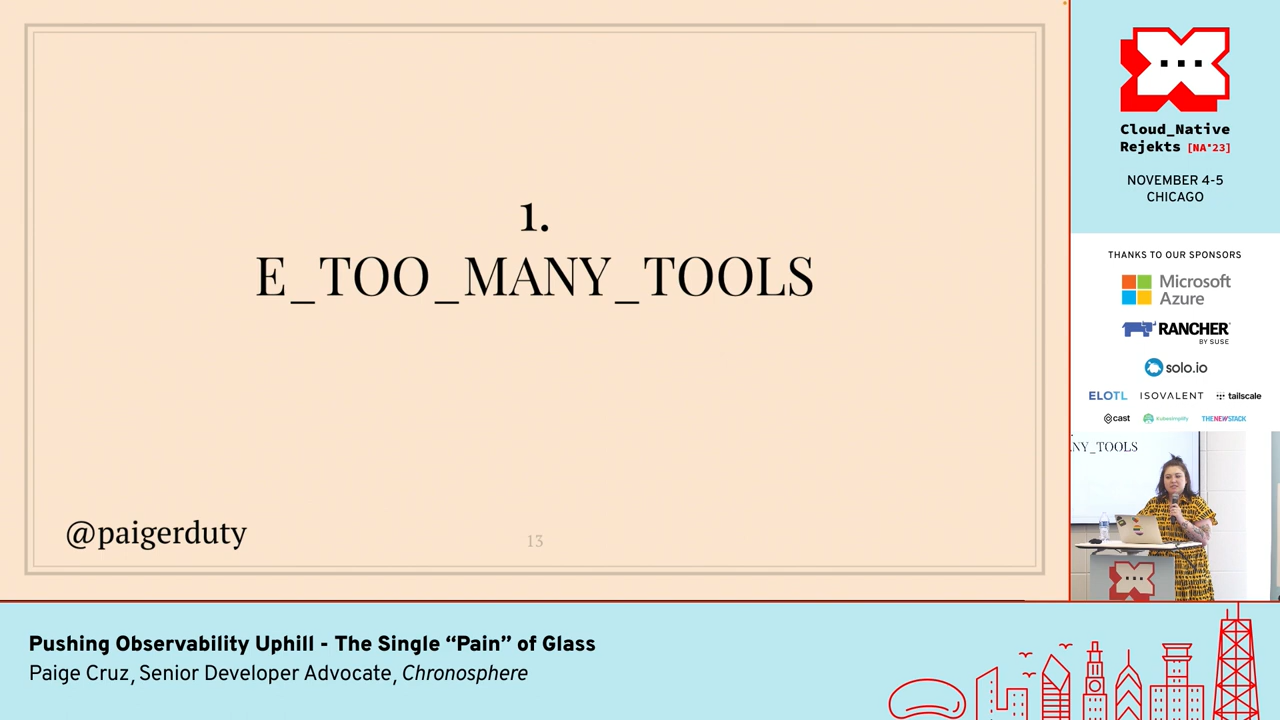 1.
E_TOO_MANY_TOOLS
@paigerduty
13
Cloud_Native
Rejekts [NA'23]
NOVEMBER 4-5
CHICAGO
THANKS TO OUR SPONSORS
Microsoft
Azure
RANCHER
BY SUSE
solo.io
ELOTL ISOVALENT tailscale
cast kubesimplify THENEWSTACK
NY_TOOLS
Pushing Observability Uphill - The Single “Pain” of Glass
Paige Cruz, Senior Developer Advocate, Chronosphere